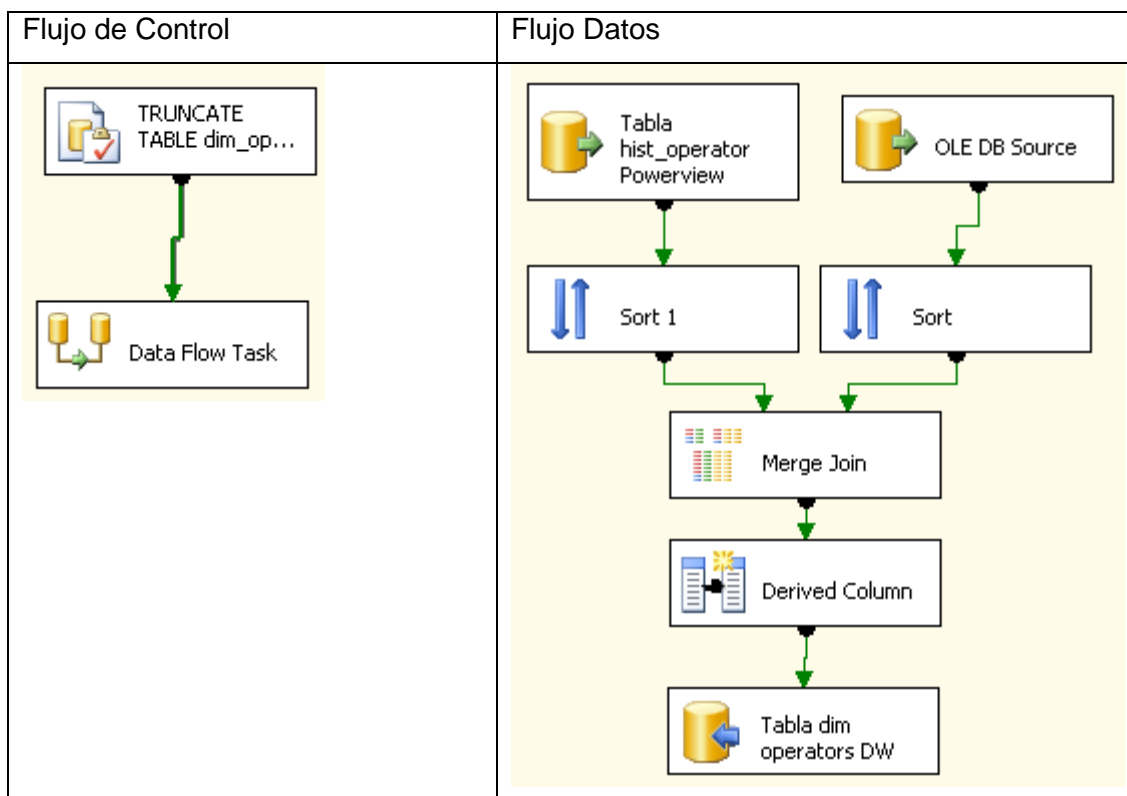 Flujo de Control
Flujo Datos
TRUNCATE
TABLE dim_op...
Data Flow Task
Tabla
hist_operator
Powerview
OLE DB Source
Sort 1
Sort
Merge Join
Derived Column
Tabla dim
operators DW